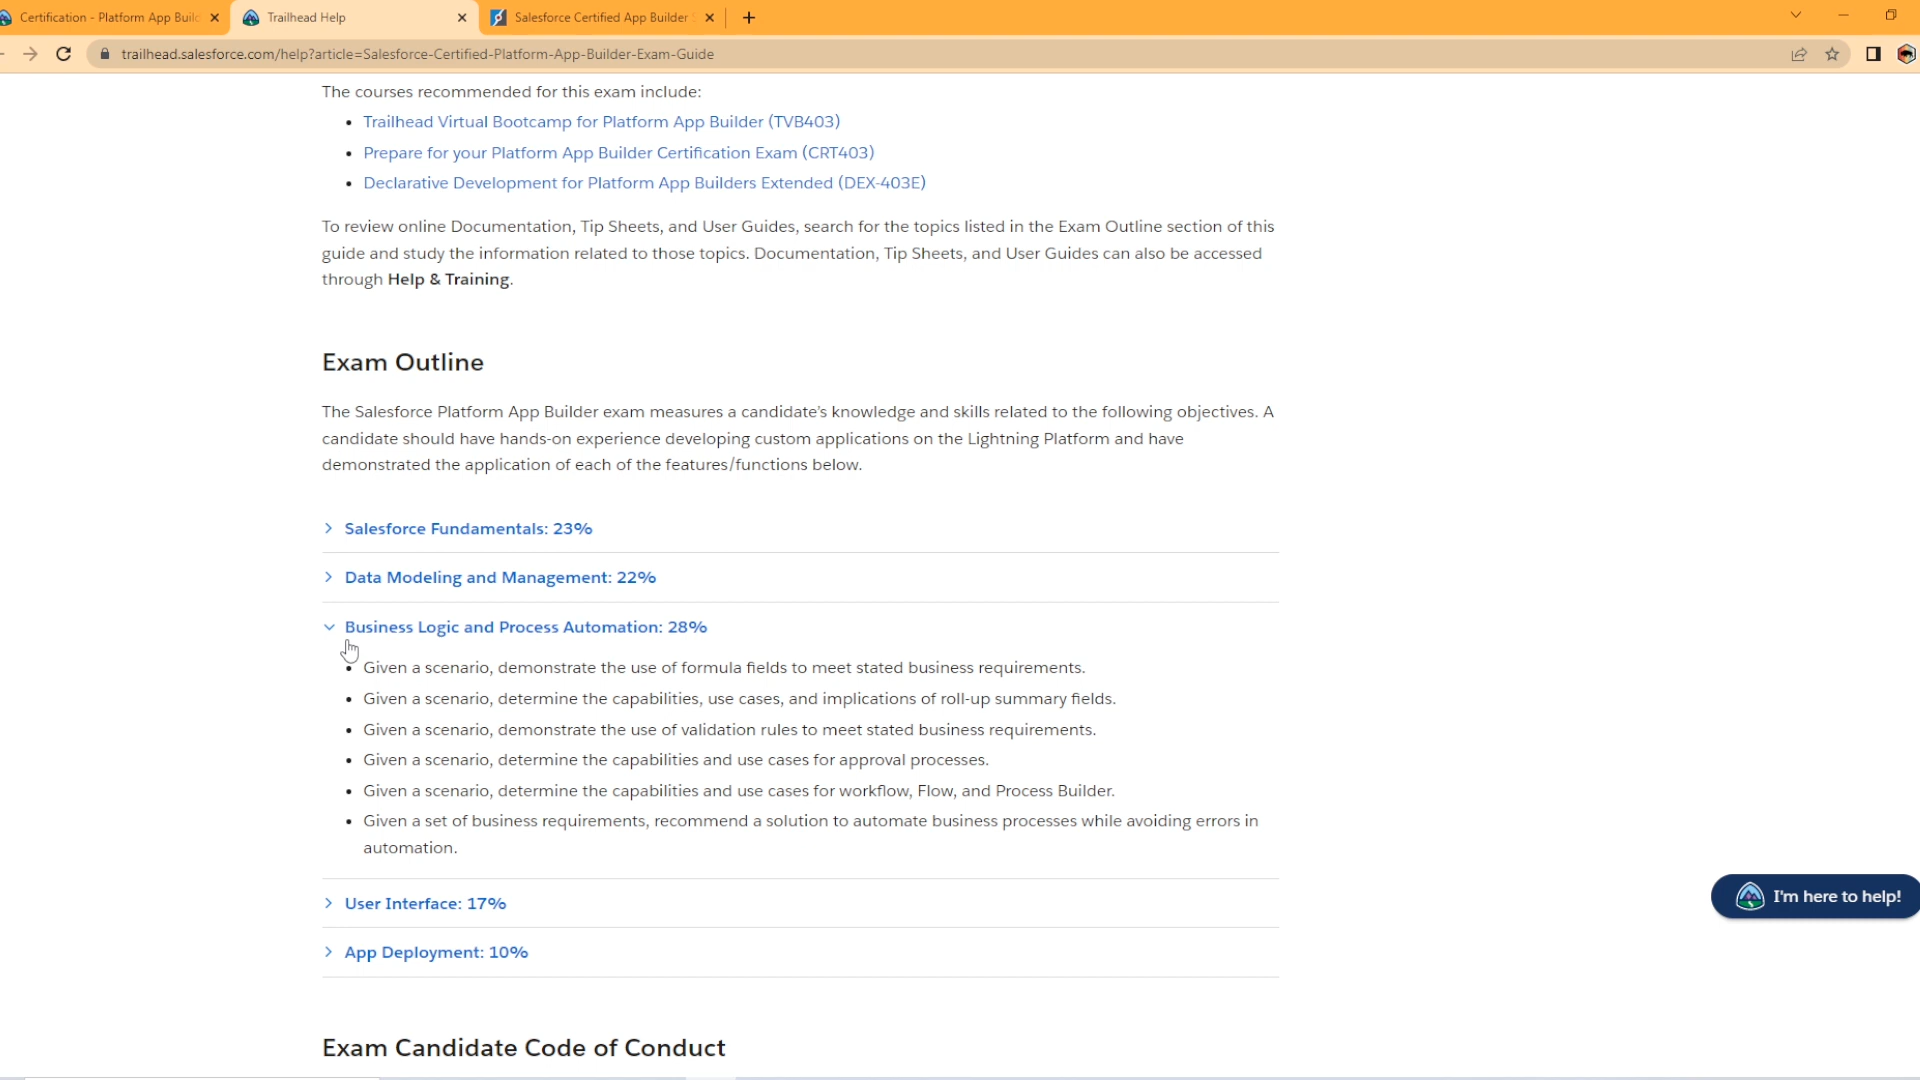 Certification - Platform App Buil
Trailhead Help
Salesforce Certified App Builder
trailhead.salesforce.com/help?article=Salesforce-Certified-Platform-App-Builder-Exam-Guide
The courses recommended for this exam include:
• Trailhead Virtual Bootcamp for Platform App Builder (TVB403)
• Prepare for your Platform App Builder Certification Exam (CRT403)
• Declarative Development for Platform App Builders Extended (DEX-403E)
To review online Documentation, Tip Sheets, and User Guides, search for the topics listed in the Exam Outline section of this
guide and study the information related to those topics. Documentation, Tip Sheets, and User Guides can also be accessed
through Help & Training.
Exam Outline
The Salesforce Platform App Builder exam measures a candidate's knowledge and skills related to the following objectives. A
candidate should have hands-on experience developing custom applications on the Lightning Platform and have
demonstrated the application of each of the features/functions below.
Salesforce Fundamentals: 23%
Data Modeling and Management: 22%
Business Logic and Process Automation: 28%
• Given a scenario, demonstrate the use of formula fields to meet stated business requirements.
• Given a scenario, determine the capabilities, use cases, and implications of roll-up summary fields.
• Given a scenario, demonstrate the use of validation rules to meet stated business requirements.
• Given a scenario, determine the capabilities and use cases for approval processes.
• Given a scenario, determine the capabilities and use cases for workflow, Flow, and Process Builder.
• Given a set of business requirements, recommend a solution to automate business processes while avoiding errors in
automation.
User Interface: 17%
I'm here to help!
App Deployment: 10%
Exam Candidate Code of Conduct